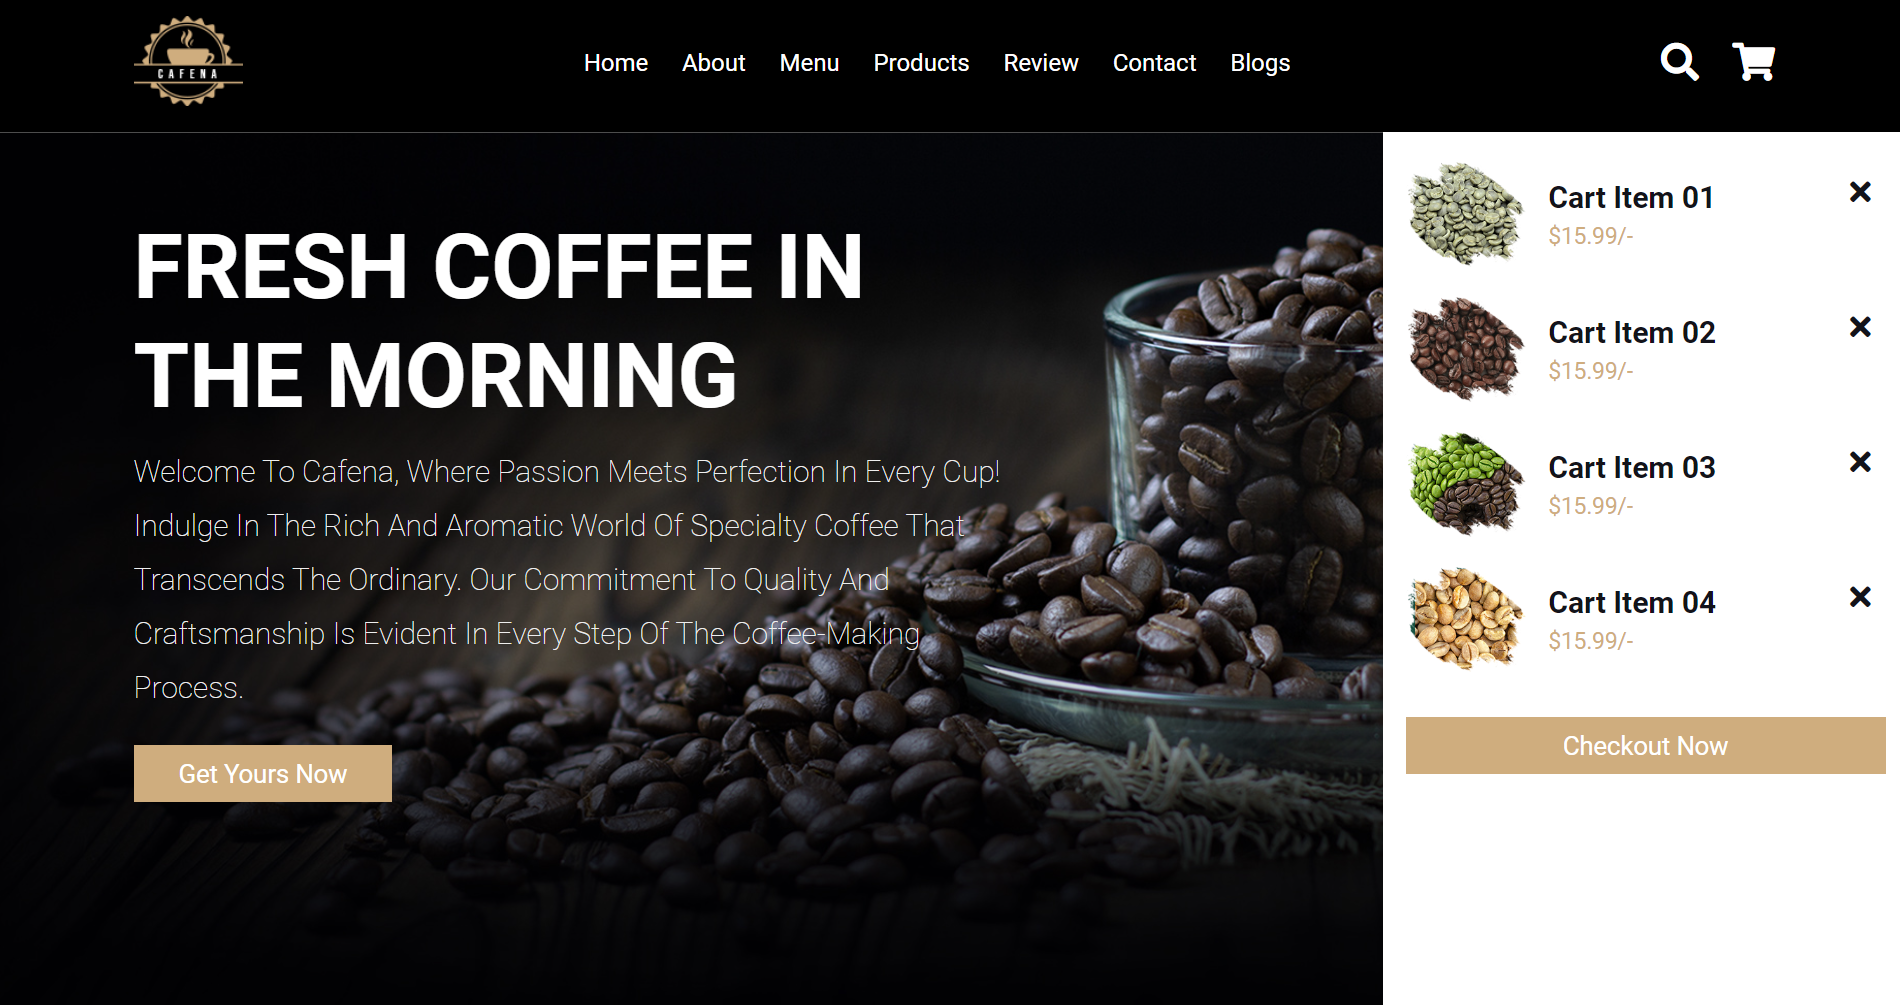 CAFENA
Home About Menu Products Review Contact Blogs
FRESH COFFEE IN
THE MORNING
Welcome To Cafena, Where Passion Meets Perfection In Every Cup!
Indulge In The Rich And Aromatic World Of Specialty Coffee That
Transcends The Ordinary. Our Commitment To Quality And
Craftsmanship Is Evident In Every Step Of The Coffee-Making
Process.
Get Yours Now
Cart Item 01
$15.99/-
Cart Item 02
$15.99/-
Cart Item 03
$15.99/-
Cart Item 04
$15.99/-
Checkout Now